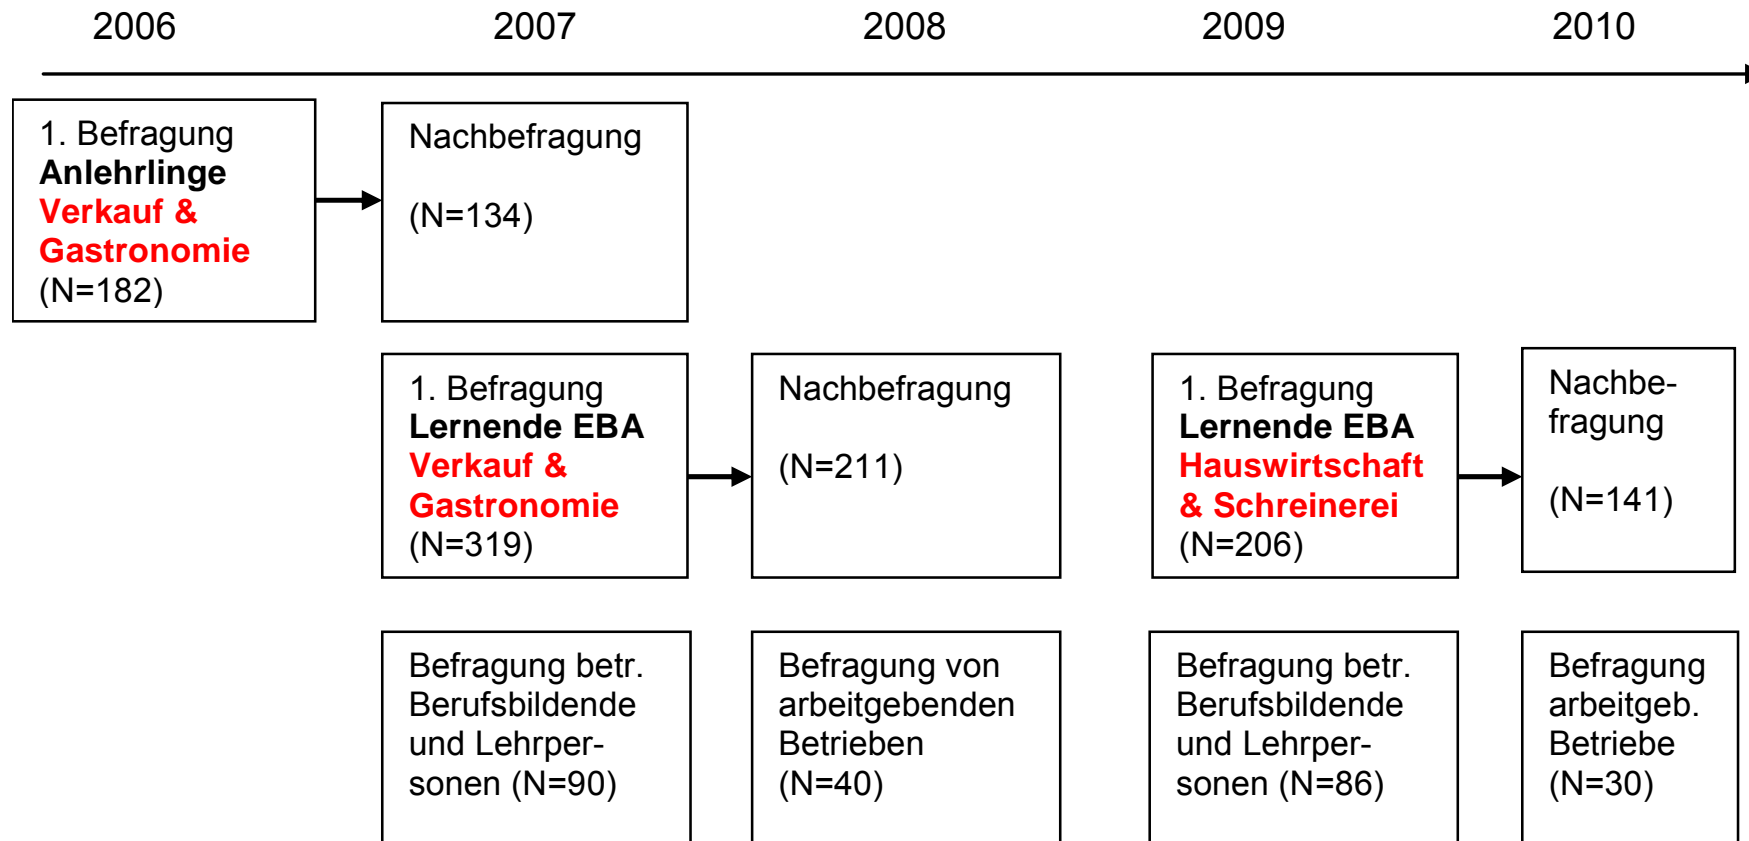 2006 2007 2008 2009 2010
1. Befragung
Anlehrlinge
Verkauf &
Gastronomie
(N=182)
Nachbefragung
(N=134)
1. Befragung
Lernende EBA
Verkauf &
Gastronomie
(N=319)
Nachbefragung
(N=211)
1. Befragung
Lernende EBA
Hauswirtschaft
& Schreinerei
(N=206)
Nachbe-
fragung
(N=141)
Befragung betr.
Berufsbildende
und Lehrper-
sonen (N=90)
Befragung von
arbeitgebenden
Betrieben
(N=40)
Befragung betr.
Berufsbildende
und Lehrper-
sonen (N=86)
Befragung
arbeitgeb.
Betriebe
(N=30)